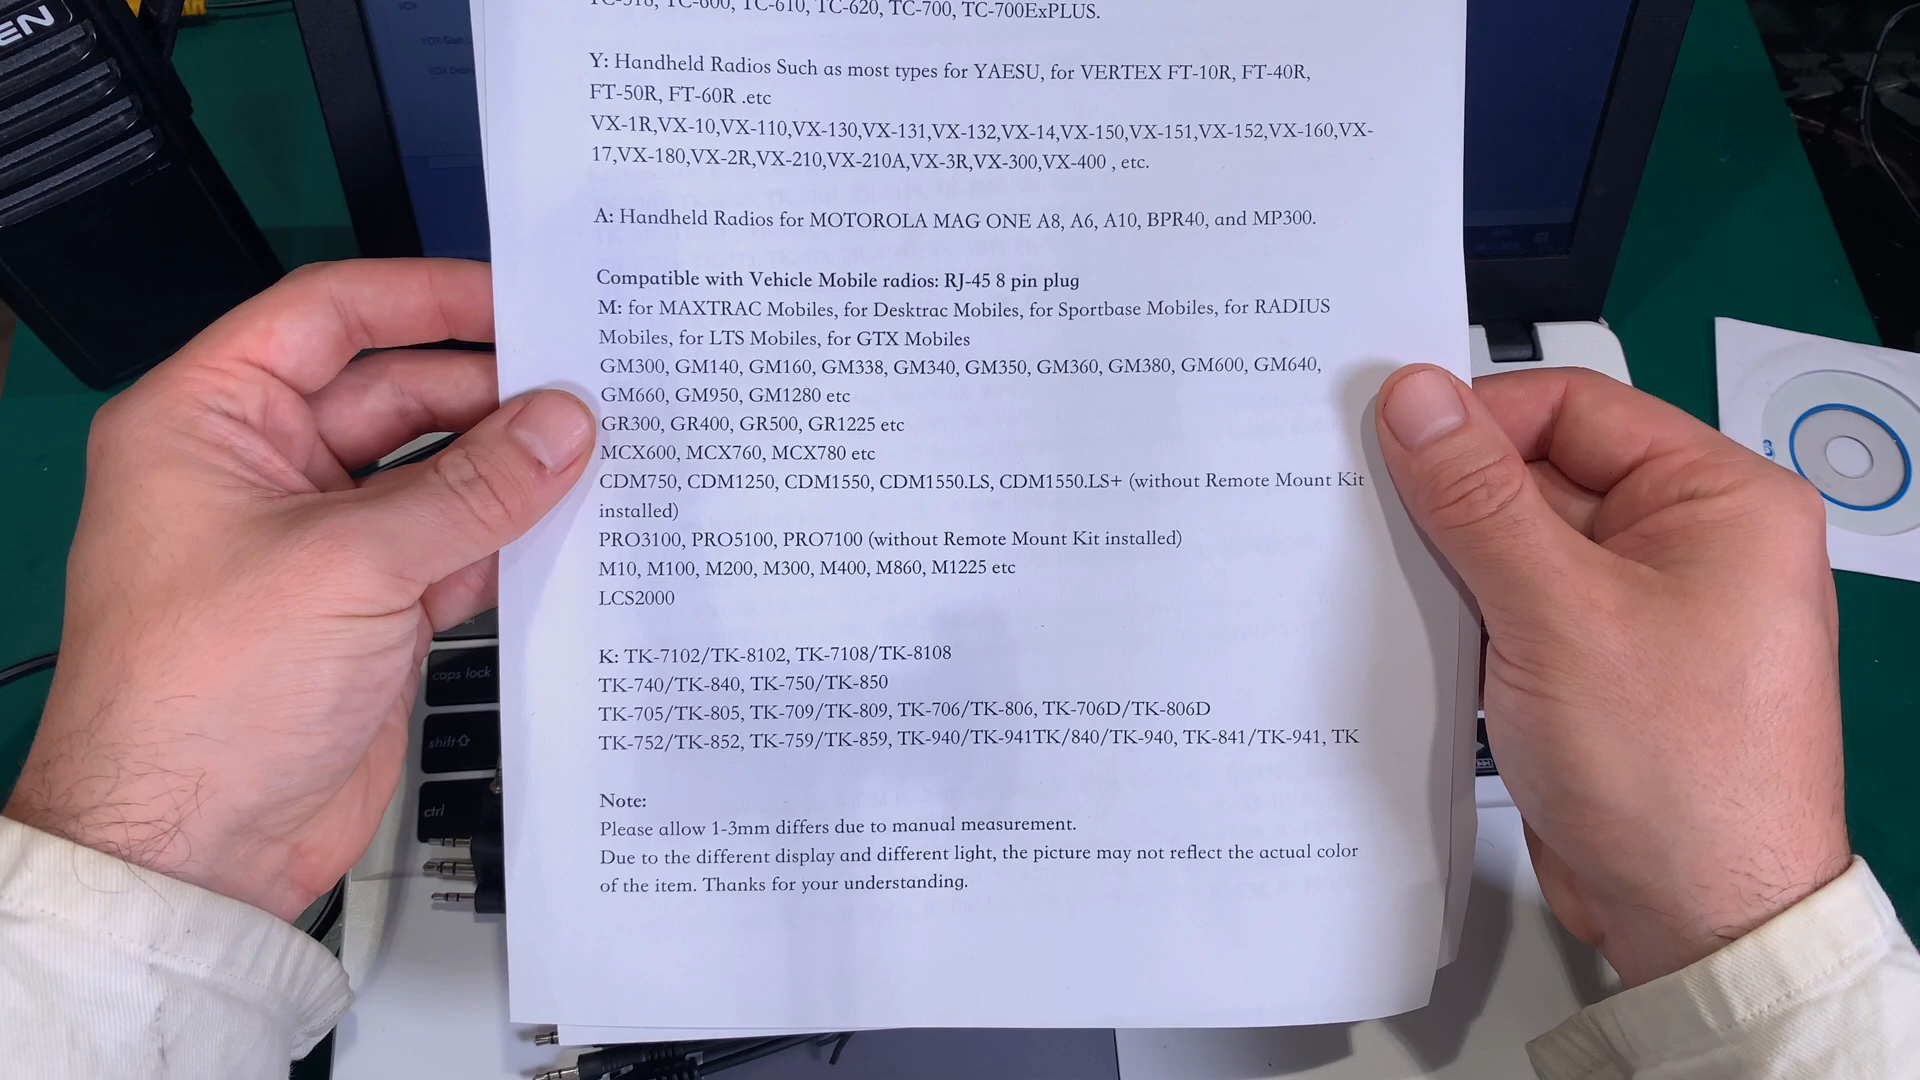 EN
VOX
TC-518, TC-600, TC-610, TC-620, TC-700, TC-700ExPLUS.
Y: Handheld Radios Such as most types for YAESU, for VERTEX FT-10R, FT-40R,
FT-50R, FT-60R .etc
VX-1R,VX-10,VX-110,VX-130,VX-131,VX-132,VX-14,VX-150,VX-151,VX-152,VX-160,VX-
17,VX-180,VX-2R,VX-210,VX-210A,VX-3R,VX-300,VX-400 , etc.
A: Handheld Radios for MOTOROLA MAG ONE A8, A6, A10, BPR40, and MP300.
Compatible with Vehicle Mobile radios: RJ-45 8 pin plug
M: for MAXTRAC Mobiles, for Desktrac Mobiles, for Sportbase Mobiles, for RADIUS
Mobiles, for LTS Mobiles, for GTX Mobiles
GM300, GM140, GM160, GM338, GM340, GM350, GM360, GM380, GM600, GM640,
GM660, GM950, GM1280 etc
GR300, GR400, GR500, GR1225 etc
MCX600, MCX760, MCX780 etc
CDM750, CDM1250, CDM1550, CDM1550.LS, CDM1550.LS+ (without Remote Mount Kit
installed)
PRO3100, PRO5100, PRO7100 (without Remote Mount Kit installed)
M10, M100, M200, M300, M400, M860, M1225 etc
LCS2000
K: TK-7102/TK-8102, TK-7108/TK-8108
TK-740/TK-840, TK-750/TK-850
TK-705/TK-805, TK-709/TK-809, TK-706/TK-806, TK-706D/TK-806D
TK-752/TK-852, TK-759/TK-859, TK-940/TK-941TK/840/TK-940, TK-841/TK-941, TK
Note:
Please allow 1-3mm differs due to manual measurement.
Due to the different display and different light, the picture may not reflect the actual color
of the item. Thanks for your understanding.
caps lock
shift
ctrl